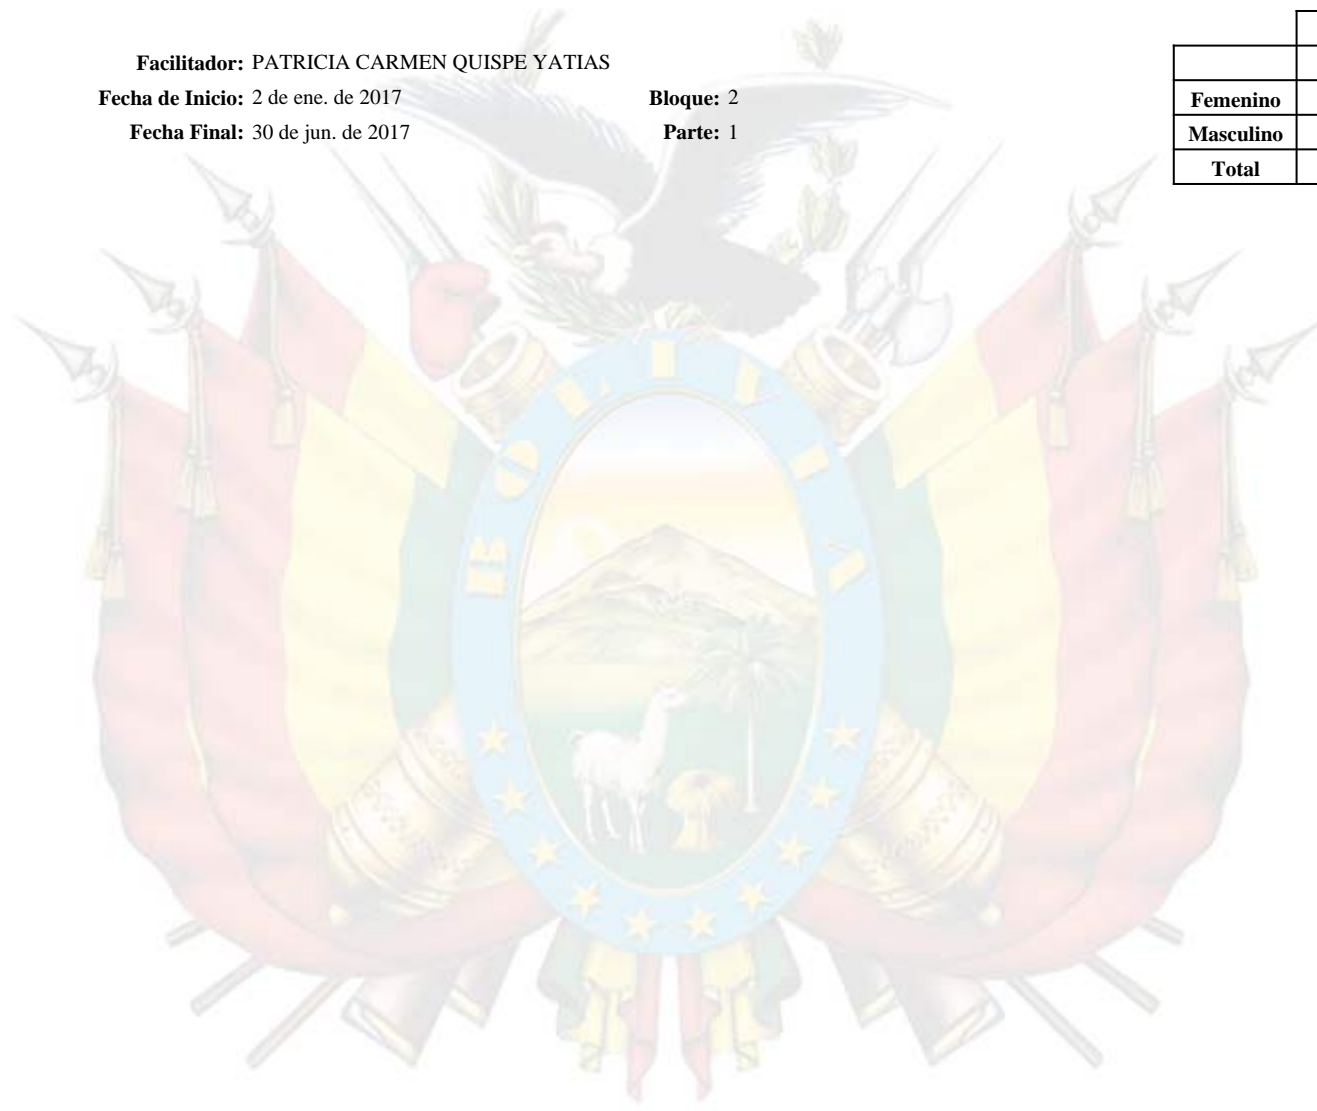 Facilitador: PATRICIA CARMEN QUISPE YATIAS
Fecha de Inicio: 2 de ene. de 2017 Bloque: 2
Fecha Final: 30 de jun. de 2017 Parte: 1
Femenino
Masculino
Total
BOLIVIA